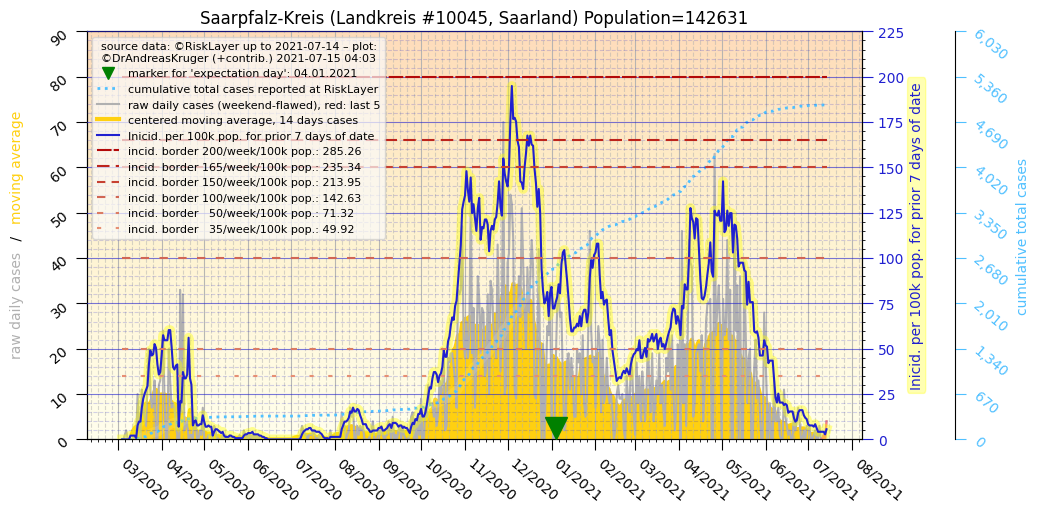 Saarpfalz-Kreis (Landkreis #10045, Saarland) Population=142631
source data: ©RiskLayer up to 2021-07-14 – plot:
©DrAndreasKruger (+contrib.) 2021-07-15 04:03
marker for 'expectation day': 04.01.2021
cumulative total cases reported at RiskLayer
raw daily cases (weekend-flawed), red: last 5
centered moving average, 14 days cases
Inicid. per 100k pop. for prior 7 days of date
incid. border 200/week/100k pop.: 285.26
incid. border 165/week/100k pop.: 235.34
incid. border 150/week/100k pop.: 213.95
incid. border 100/week/100k pop.: 142.63
incid. border   50/week/100k pop.: 71.32
incid. border   35/week/100k pop.: 49.92
raw daily cases / moving average
90
80
70
60
50
40
30
20
10
0
03/2020
04/2020
05/2020
06/2020
07/2020
08/2020
09/2020
10/2020
11/2020
12/2020
01/2021
02/2021
03/2021
04/2021
05/2021
06/2021
07/2021
08/2021
225
200
175
150
125
100
75
50
25
0
Inicid. per 100k pop. for prior 7 days of date
6,030
5,360
4,690
4,020
3,350
2,680
2,010
1,340
670
0
cumulative total cases